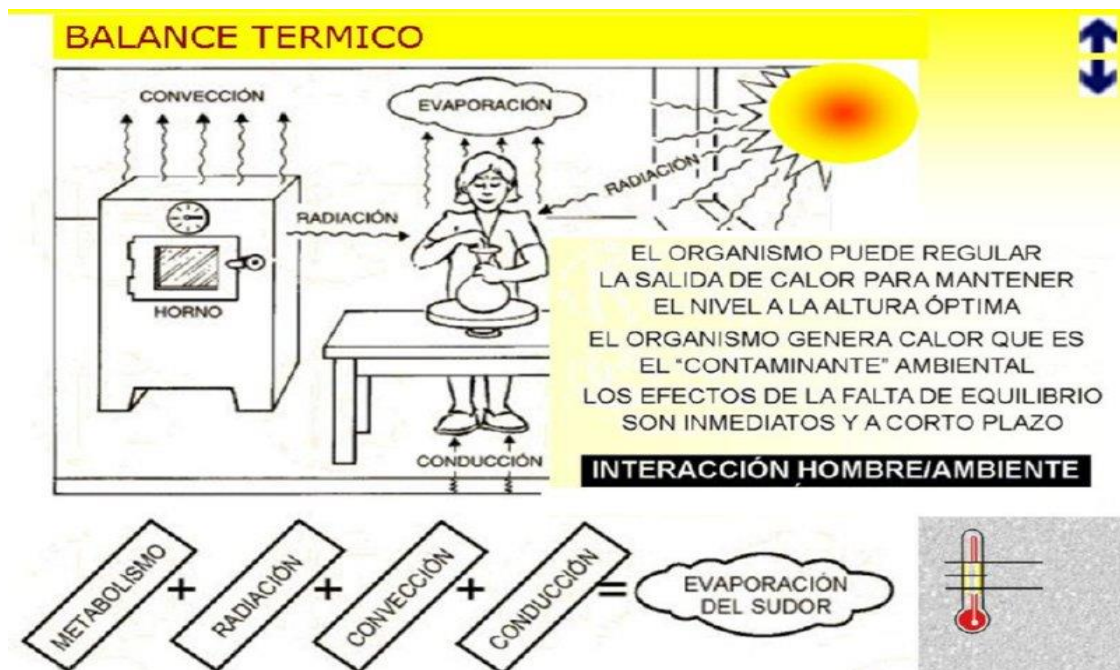 BALANCE TERMICO
CONVECCIÓN
EVAPORACIÓN
RADIACIÓN
RADIACIÓN
HORNO
CONDUCCIÓN
EL ORGANISMO PUEDE REGULAR
LA SALIDA DE CALOR PARA MANTENER
EL NIVEL A LA ALTURA ÓPTIMA
EL ORGANISMO GENERA CALOR QUE ES
EL “CONTAMINANTE” AMBIENTAL
LOS EFECTOS DE LA FALTA DE EQUILIBRIO
SON INMEDIATOS Y A CORTO PLAZO
INTERACCIÓN HOMBRE/AMBIENTE
METABOLISMO + RADIACIÓN + CONVECCIÓN + CONDUCCIÓN =
EVAPORACIÓN
DEL SUDOR